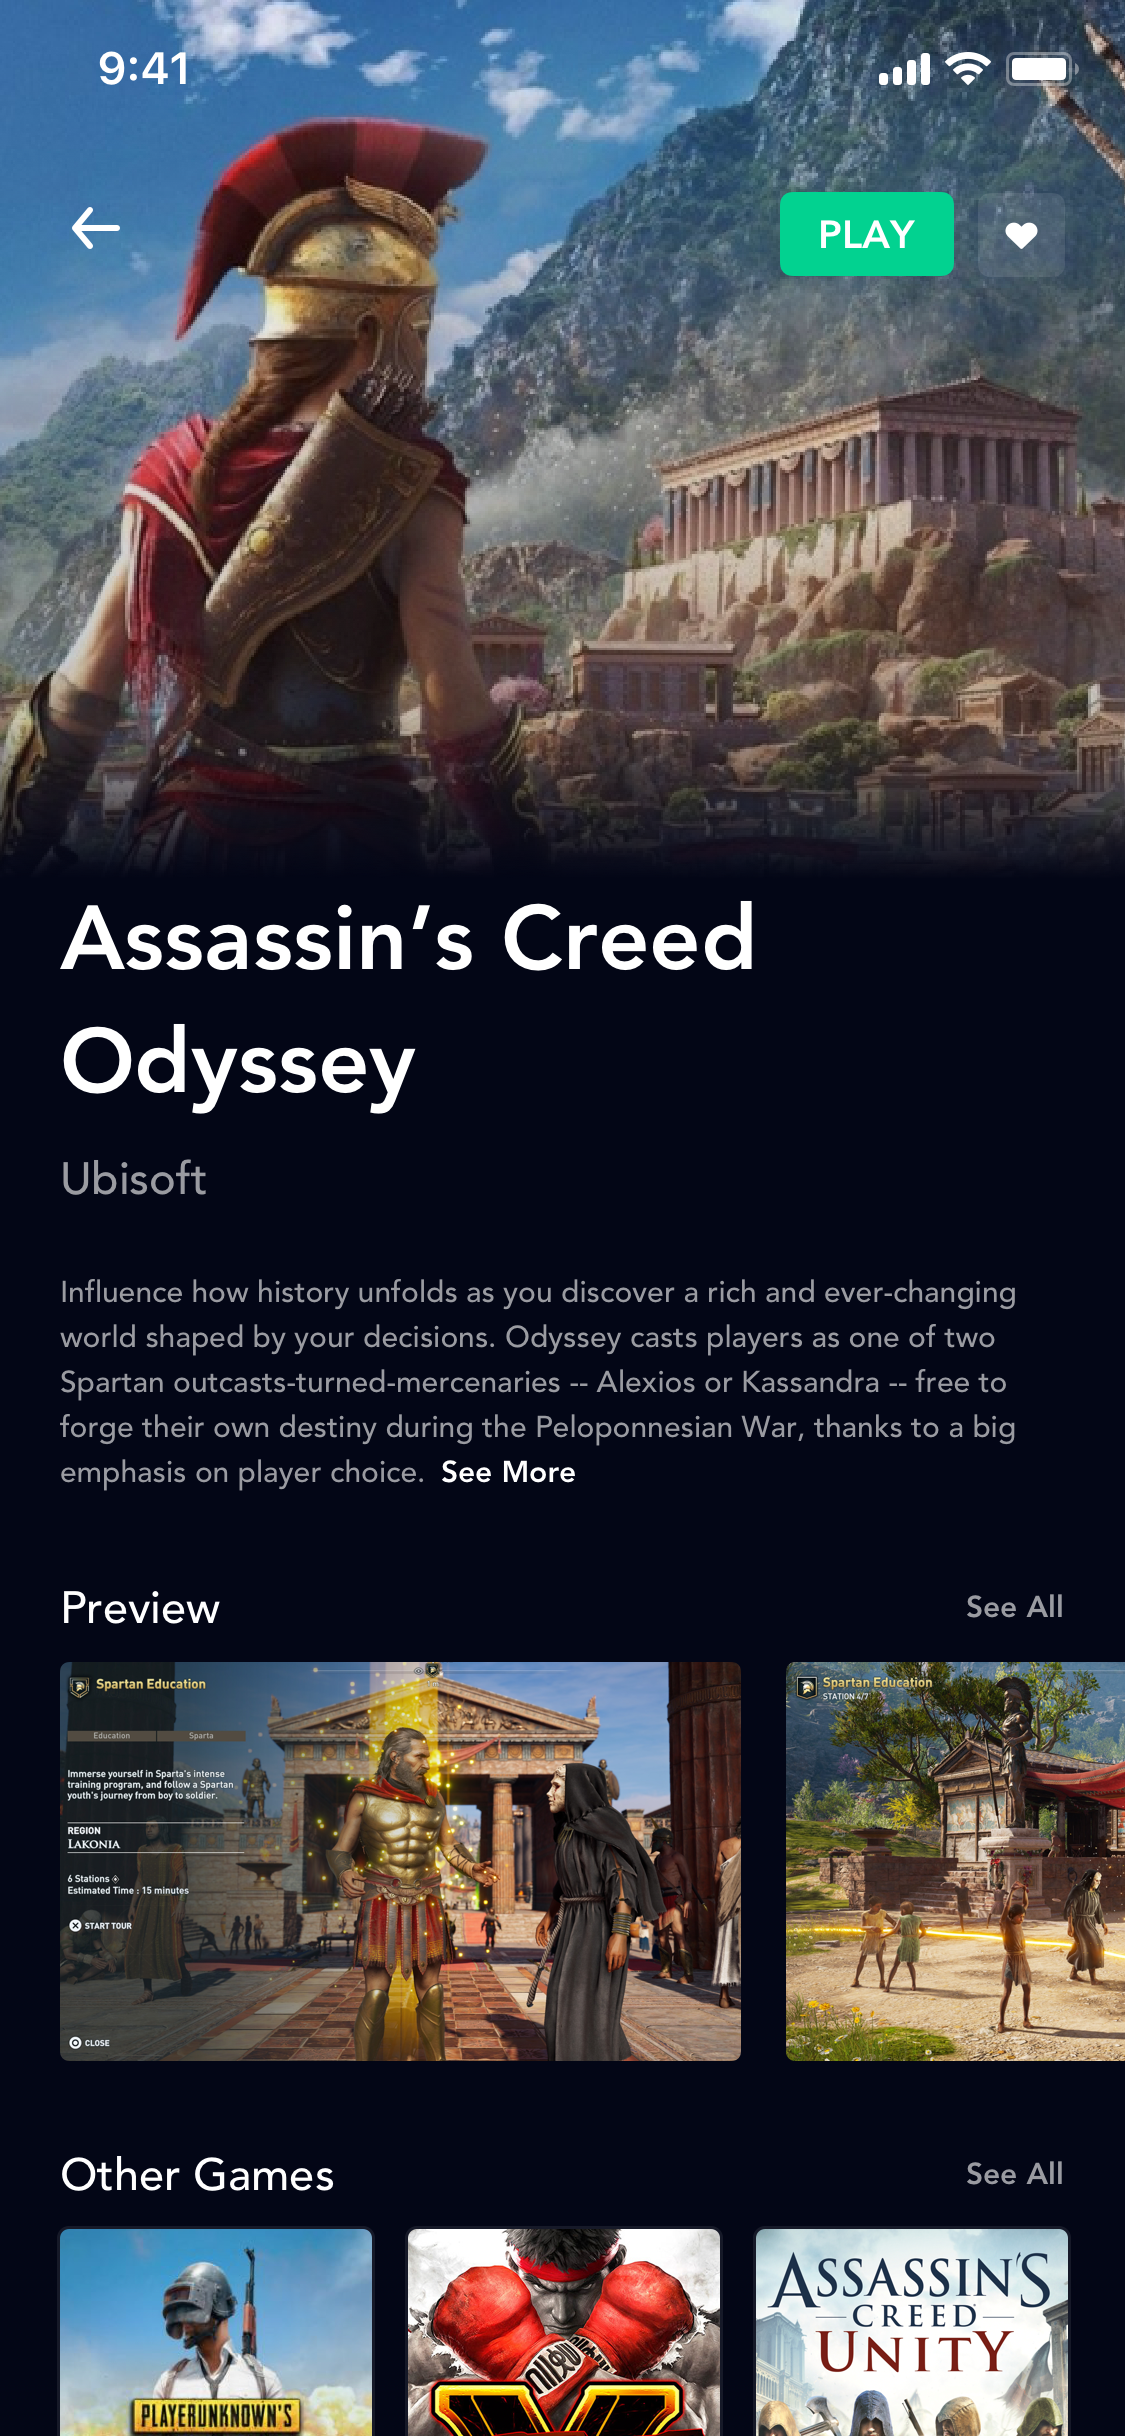 9:41
PLAY
Assassin’s Creed
Odyssey
Ubisoft
Influence how history unfolds as you discover a rich and ever-changing
world shaped by your decisions. Odyssey casts players as one of two
Spartan outcasts-turned-mercenaries -- Alexios or Kassandra -- free to
forge their own destiny during the Peloponnesian War, thanks to a big
emphasis on player choice. See More
Preview
See All
Spartan Education
Education
Sparta
Immerse yourself in Sparta's intense
training program, and follow a Spartan
youth's journey from boy to soldier.
REGION
LAKONIA
6 Stations
Estimated Time : 15 minutes
START TOUR
CLOSE
Spartan Education
STATION 4/7
Other Games
See All
PLAYERUNKNOWN'S
V
ASSASSIN'S
CREED
UNITY